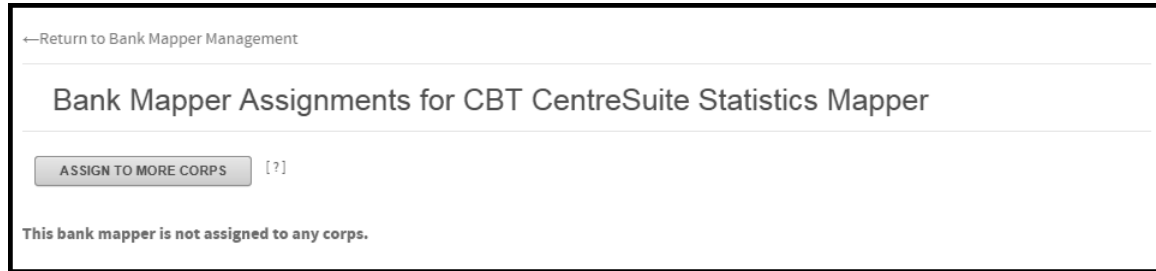 ←Return to Bank Mapper Management
Bank Mapper Assignments for CBT CentreSuite Statistics Mapper
ASSIGN TO MORE CORPS [?]
This bank mapper is not assigned to any corps.